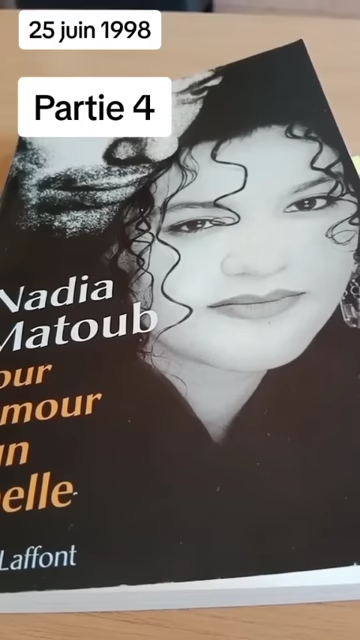 25 juin 1998
Partie 4
Nadia
Matoub
our
mour
un
elle
Laffont